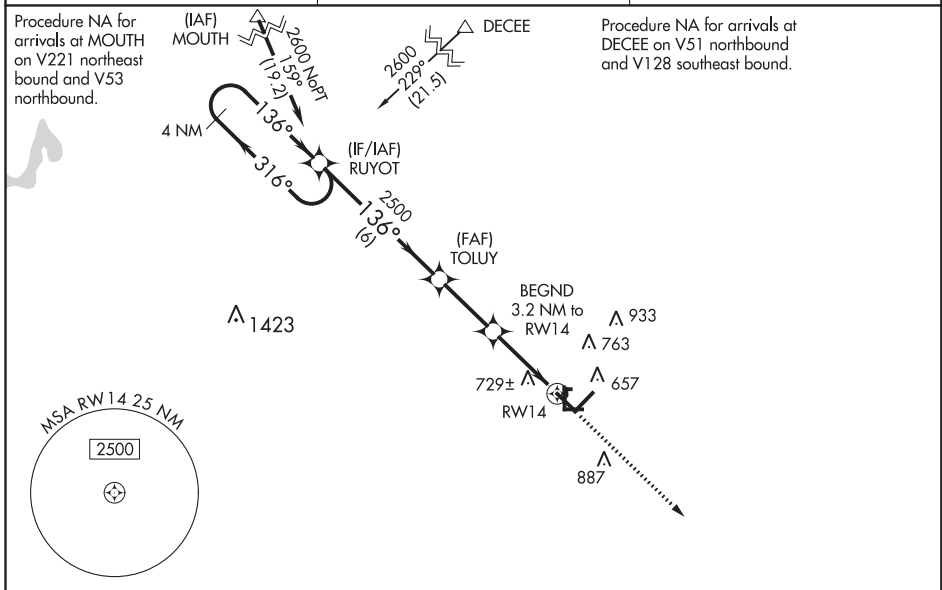 Procedure NA for
arrivals at MOUTH
on V221 northeast
bound and V53
northbound.
(IAF)
MOUTH
2600 NoPT
159°
(19.2)
DECEE
2600
229°
(21.5)
Procedure NA for arrivals at
DECEE on V51 northbound
and V128 southeast bound.
4 NM
136°
316°
(IF/IAF)
RUYOT
2500
136°
(6)
(FAF)
TOLUY
BEGND
3.2 NM to
RW14
1423
933
763
729±
657
RW14
887
MSA RW14 25 NM
2500